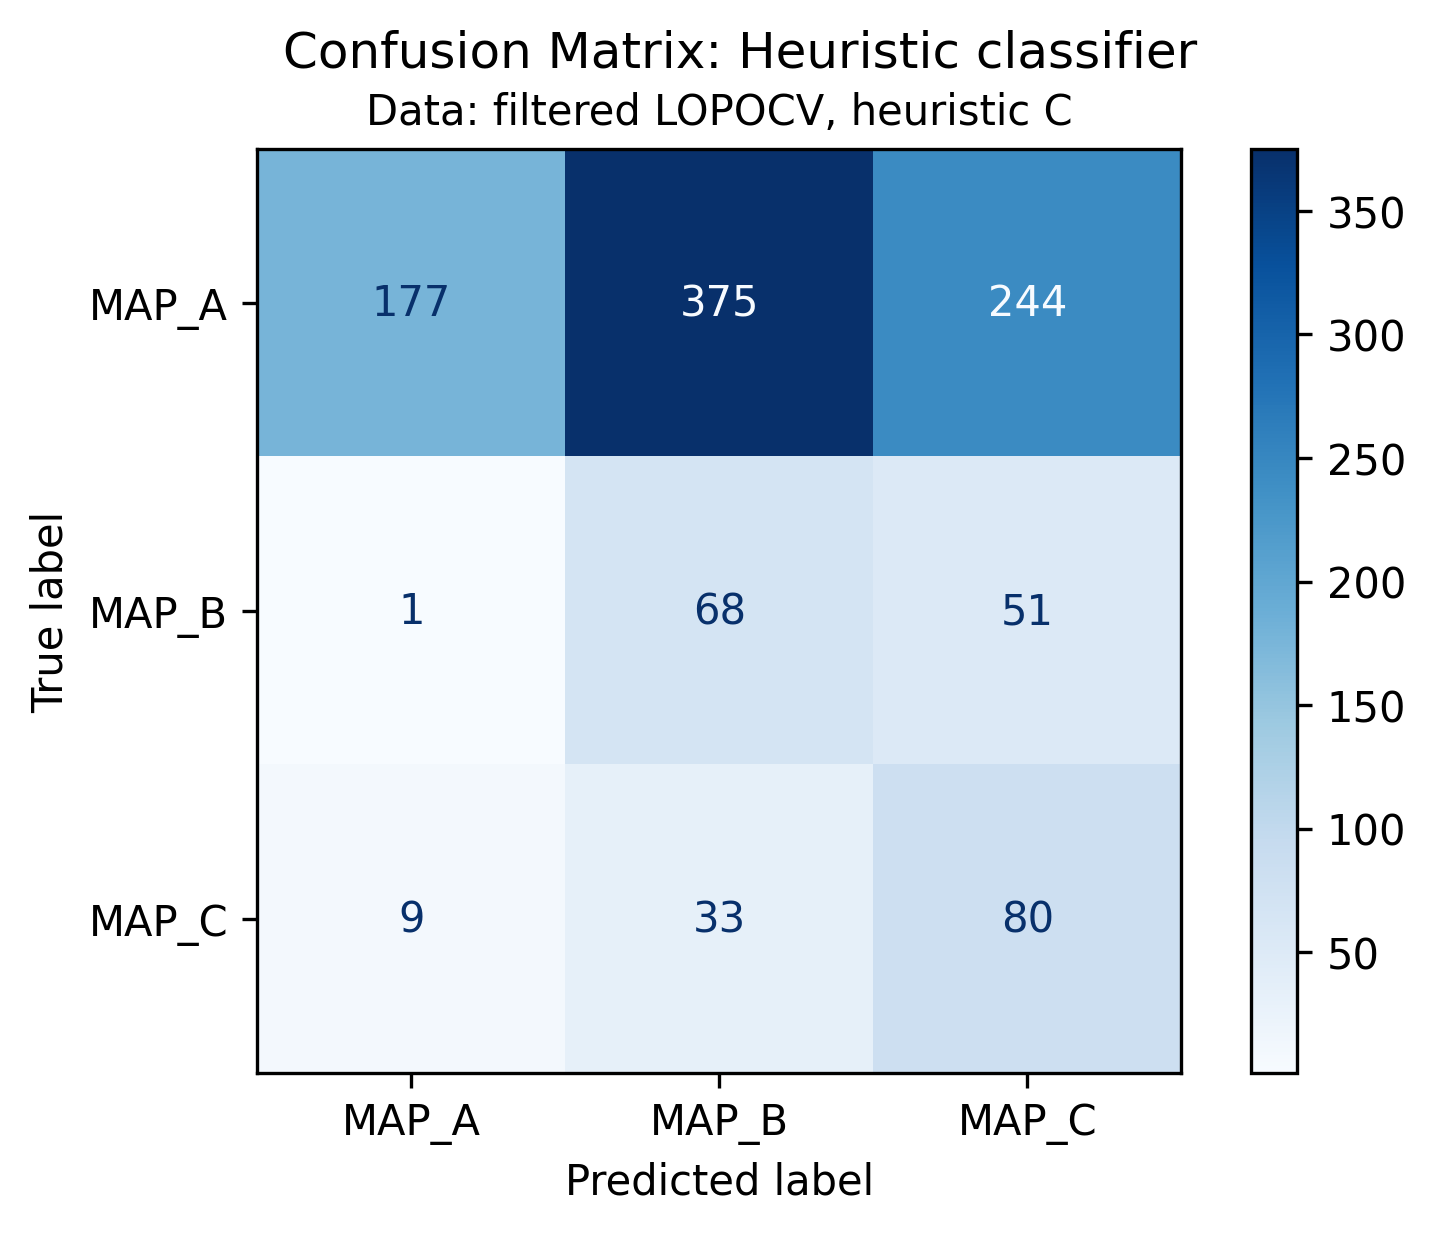 Confusion Matrix: Heuristic classifier
Data: filtered LOPOCV, heuristic C
True label
MAP_A
177
375
244
MAP_B
1
68
51
MAP_C
9
33
80
MAP_A
MAP_B
MAP_C
Predicted label
350
300
250
200
150
100
50